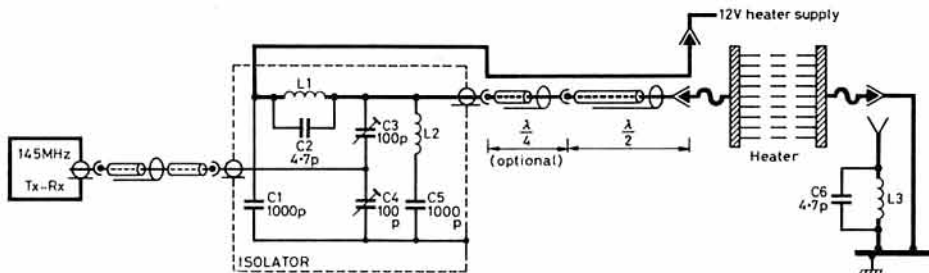 12V heater supply
L1
C2
4·7p
C3
100p
L2
145MHz
Tx-Rx
C1
1000p
C4
100
p
C5
1000
p
ISOLATOR
λ
4
(optional)
λ
2
Heater
C6
4·7p
L3